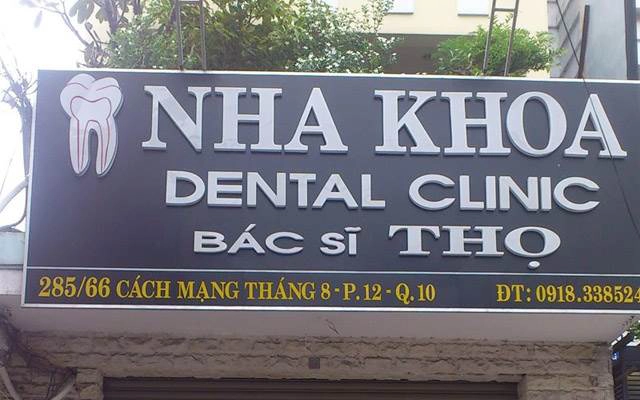 NHA KHOA
DENTAL CLINIC
BÁC SĨ THỌ
285/66 CÁCH MẠNG THÁNG 8 - P.12 - Q.10 ĐT: 0918.338524